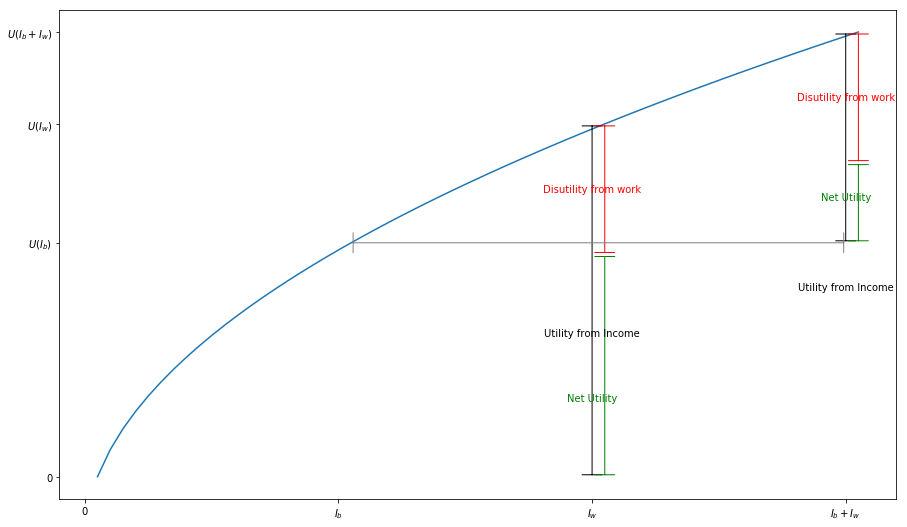 U(I_b + I_w)
Disutility from work
U(I_w)
Disutility from work
Net Utility
U(I_b)
Utility from Income
Utility from Income
Net Utility
0
0
I_b
I_w
I_b + I_w